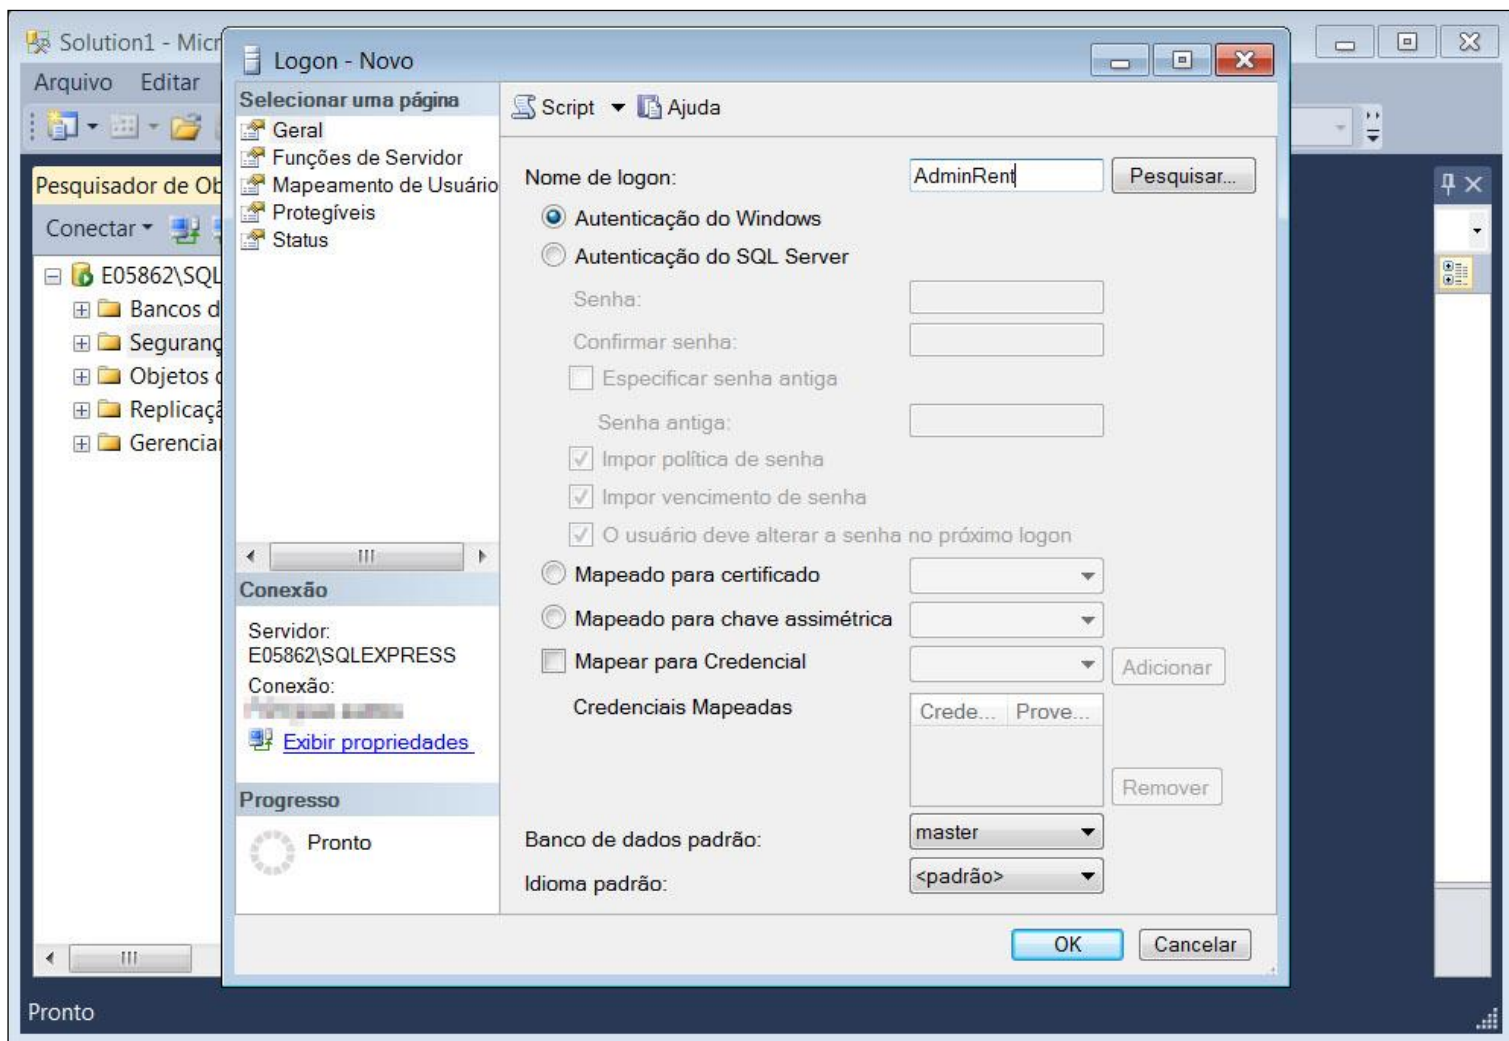 Solution1 - Micr
Arquivo Editar
Pesquisador de Ob
Conectar
E05862\SQL
Bancos d
Seguranç
Objetos d
Replicaçã
Gerenciar
Pronto
Logon - Novo
Selecionar uma página
Geral
Funções de Servidor
Mapeamento de Usuário
Protegíveis
Status
Conexão
Servidor:
E05862\SQLEXPRESS
Conexão:
Exibir propriedades
Progresso
Pronto
Script Ajuda
Nome de logon: AdminRent Pesquisar...
Autenticação do Windows
Autenticação do SQL Server
Senha:
Confirmar senha:
Especificar senha antiga
Senha antiga:
Impor política de senha
Impor vencimento de senha
O usuário deve alterar a senha no próximo logon
Mapeado para certificado
Mapeado para chave assimétrica
Mapear para Credencial Adicionar
Credenciais Mapeadas Crede... Prove...
Remover
Banco de dados padrão: master
Idioma padrão: <padrão>
OK Cancelar